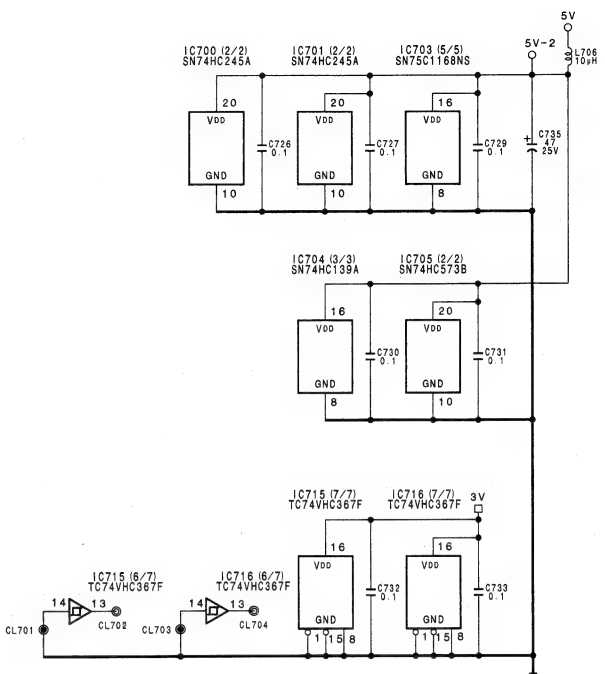 5V
5V-2
L706
10µH
IC700 (2/2)
SN74HC245A
IC701 (2/2)
SN74HC245A
IC703 (5/5)
SN75C1168NS
20
VDD
GND
10
C726
0.1
20
VDD
GND
10
C727
0.1
16
VDD
GND
8
C729
0.1
+
C735
47
25V
IC704 (3/3)
SN74HC139A
IC705 (2/2)
SN74HC573B
16
VDD
GND
8
C730
0.1
20
VDD
GND
10
C731
0.1
IC715 (7/7)
TC74VHC367F
IC716 (7/7)
TC74VHC367F
3V
16
VDD
GND
1 15 8
C732
0.1
16
VDD
GND
1 15 8
C733
0.1
IC715 (6/7)
TC74VHC367F
14 13
CL701
CL702
IC716 (6/7)
TC74VHC367F
14 13
CL703
CL704